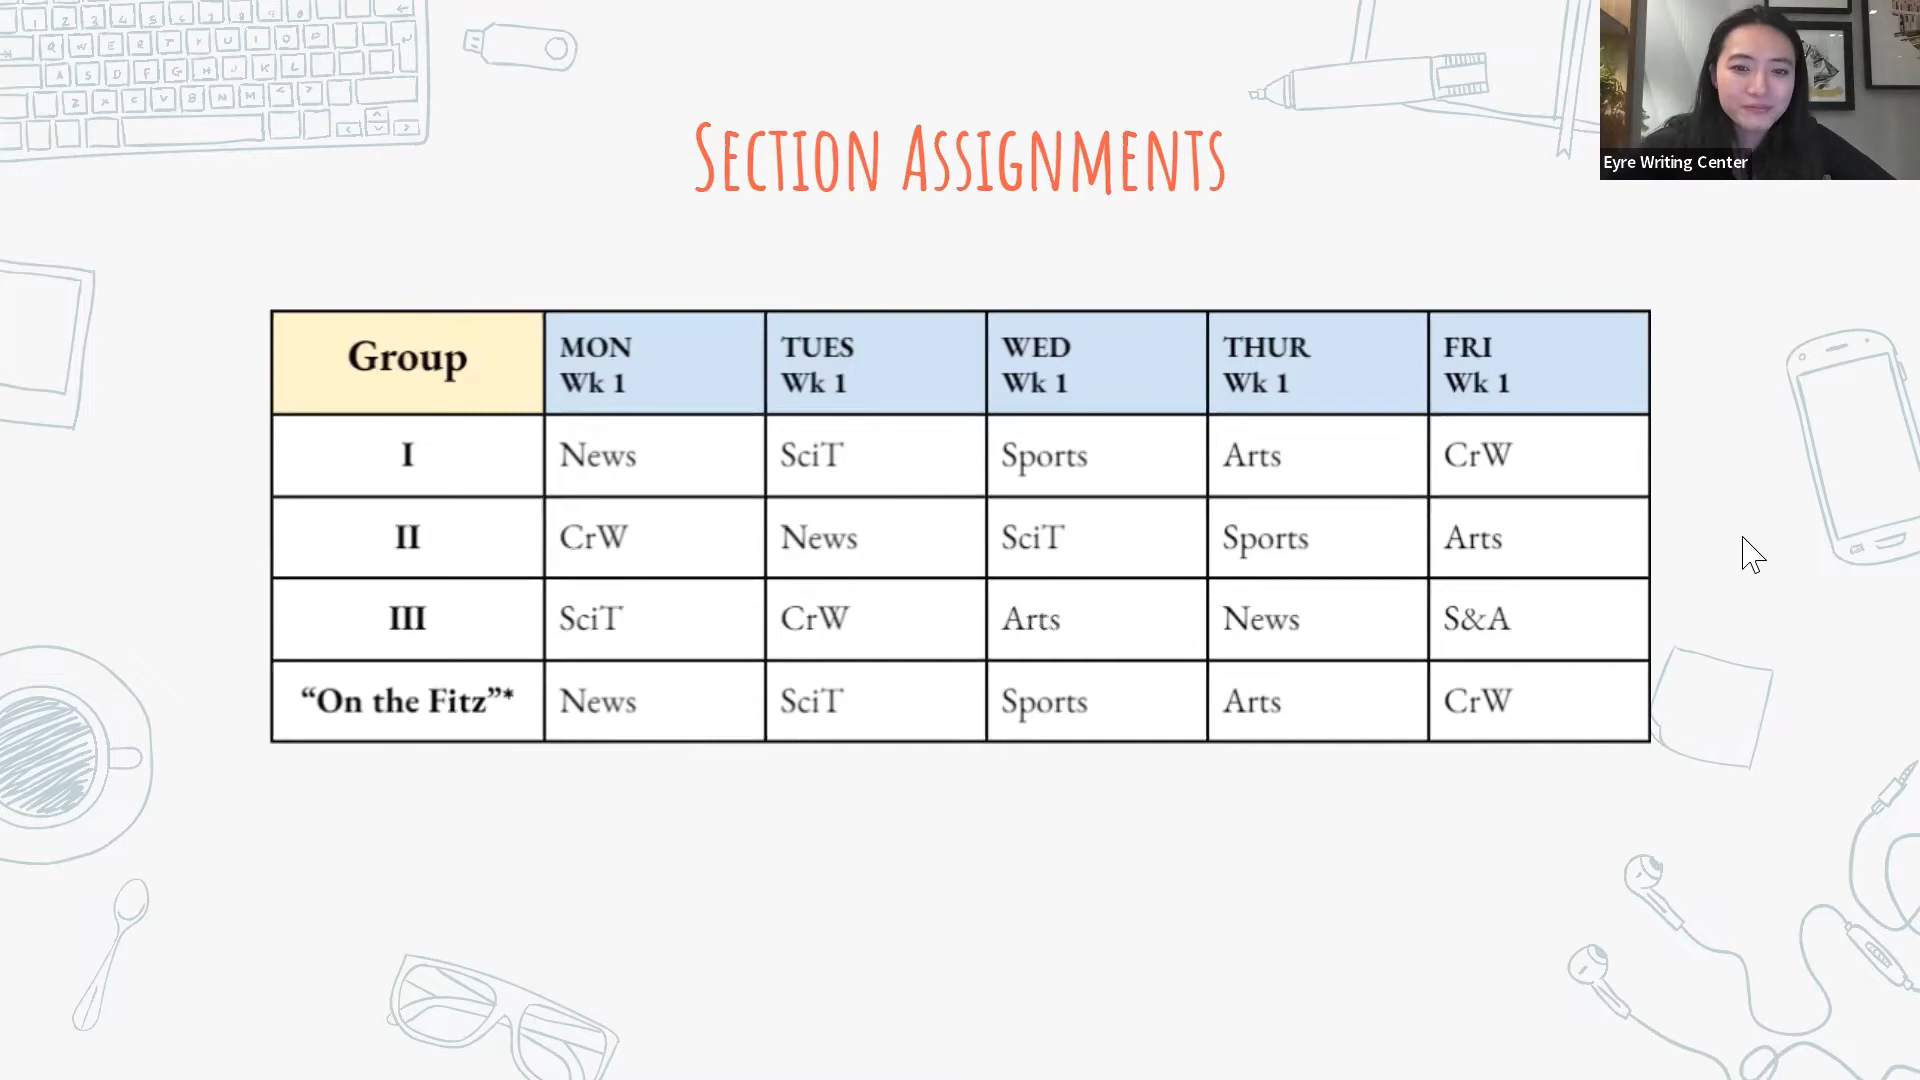 Section Assignments
Eyre Writing Center
Group MON Wk 1 TUES Wk 1 WED Wk 1 THUR Wk 1 FRI Wk 1
I News SciT Sports Arts CrW
II CrW News SciT Sports Arts
III SciT CrW Arts News S&A
“On the Fitz”* News SciT Sports Arts CrW